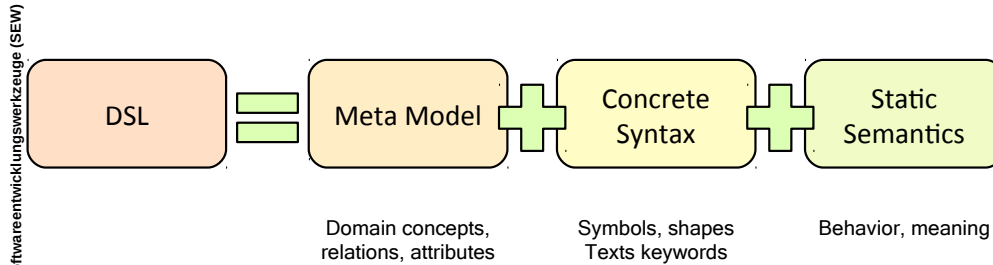 ftwareentwicklungswerkzeuge (SEW)
DSL
Meta Model
Concrete
Syntax
Static
Semantics
Domain concepts,
relations, attributes
Symbols, shapes
Texts keywords
Behavior, meaning